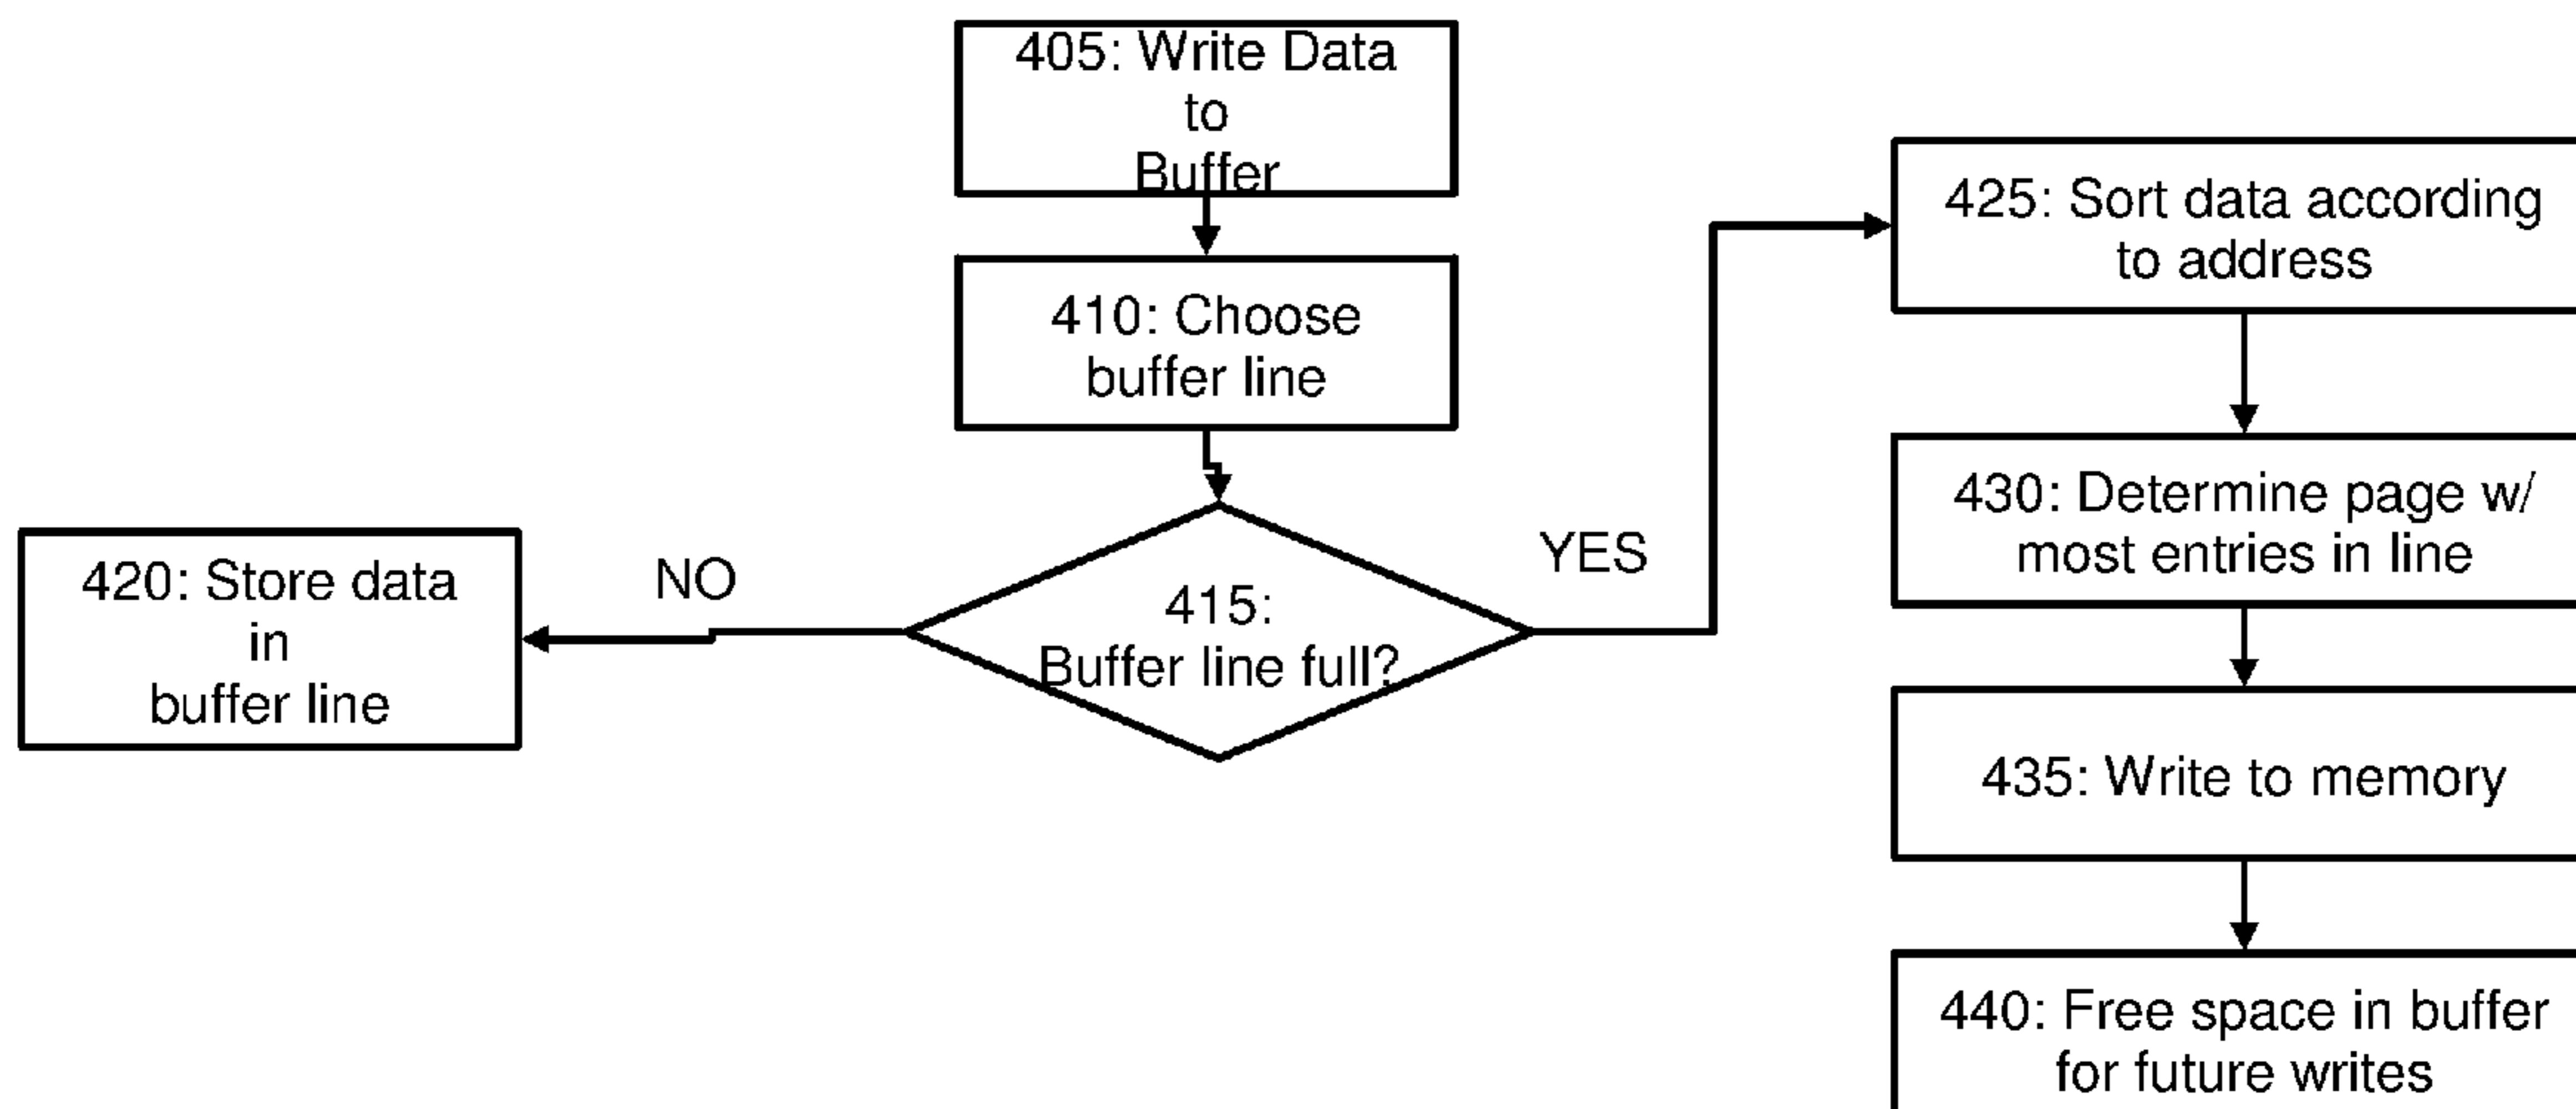 405: Write Data
to
Buffer
410: Choose
buffer line
415:
Buffer line full?
NO
420: Store data
in
buffer line
YES
425: Sort data according
to address
430: Determine page w/
most entries in line
435: Write to memory
440: Free space in buffer
for future writes